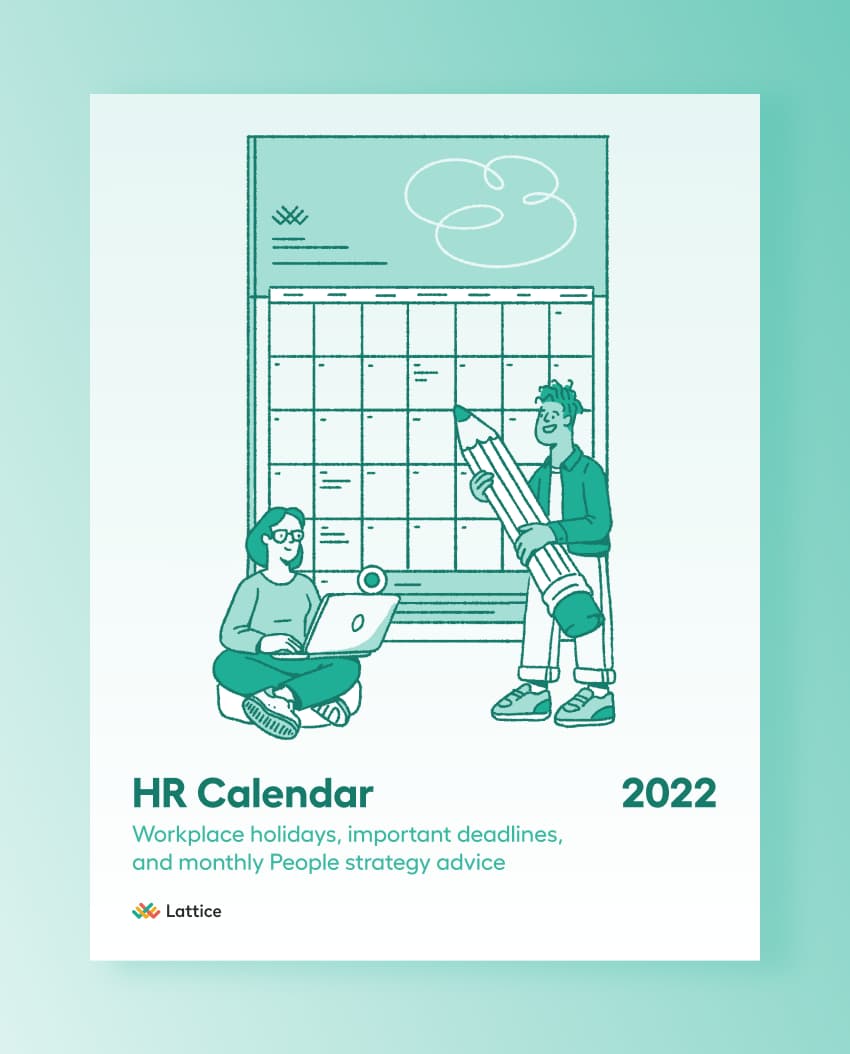 HR Calendar
2022
Workplace holidays, important deadlines,
and monthly People strategy advice
Lattice